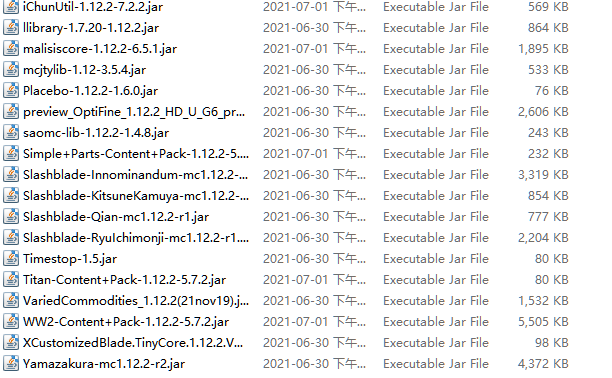 iChunUtil-1.12.2-7.2.2.jar 2021-07-01 下午... Executable Jar File 569 KB
llibrary-1.7.20-1.12.2.jar 2021-06-30 下午... Executable Jar File 864 KB
malisiscore-1.12.2-6.5.1.jar 2021-07-01 下午... Executable Jar File 1,895 KB
mcjtylib-1.12-3.5.4.jar 2021-06-30 下午... Executable Jar File 533 KB
Placebo-1.12.2-1.6.0.jar 2021-06-30 下午... Executable Jar File 76 KB
preview_OptiFine_1.12.2_HD_U_G6_pr... 2021-06-30 下午... Executable Jar File 2,606 KB
saomc-lib-1.12.2-1.4.8.jar 2021-06-30 下午... Executable Jar File 243 KB
Simple+Parts-Content+Pack-1.12.2-5.... 2021-07-01 下午... Executable Jar File 232 KB
Slashblade-Innominandum-mc1.12.2-... 2021-06-30 下午... Executable Jar File 3,319 KB
Slashblade-KitsuneKamuya-mc1.12.2-... 2021-06-30 下午... Executable Jar File 854 KB
Slashblade-Qian-mc1.12.2-r1.jar 2021-06-30 下午... Executable Jar File 777 KB
Slashblade-RyuIchimonji-mc1.12.2-r1.... 2021-06-30 下午... Executable Jar File 2,204 KB
Timestop-1.5.jar 2021-06-30 下午... Executable Jar File 80 KB
Titan-Content+Pack-1.12.2-5.7.2.jar 2021-07-01 下午... Executable Jar File 80 KB
VariedCommodities_1.12.2(21nov19).j... 2021-06-30 下午... Executable Jar File 1,532 KB
WW2-Content+Pack-1.12.2-5.7.2.jar 2021-07-01 下午... Executable Jar File 5,505 KB
XCustomizedBlade.TinyCore.1.12.2.V... 2021-06-30 下午... Executable Jar File 98 KB
Yamazakura-mc1.12.2-r2.jar 2021-06-30 下午... Executable Jar File 4,372 KB